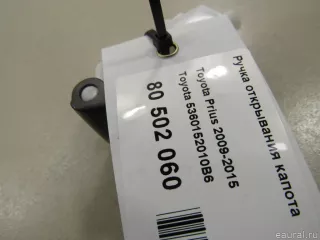 Ручка открывания капота
Toyota Prius 2009-2015
Toyota 5360152010B6
80 502 060
eaural.ru